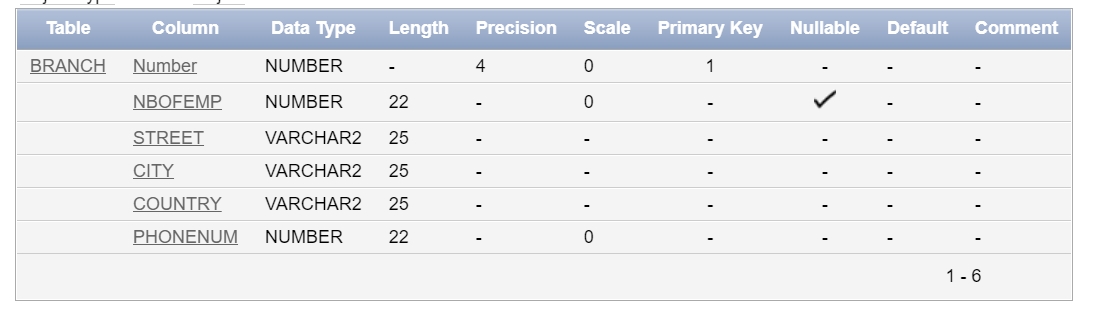 Table Column Data Type Length Precision Scale Primary Key Nullable Default Comment
BRANCH Number NUMBER - 4 0 1 - - -
NBOFEMP NUMBER 22 - 0 - ✓ - -
STREET VARCHAR2 25 - - - - - -
CITY VARCHAR2 25 - - - - - -
COUNTRY VARCHAR2 25 - - - - - -
PHONENUM NUMBER 22 - 0 - - - -
1 - 6